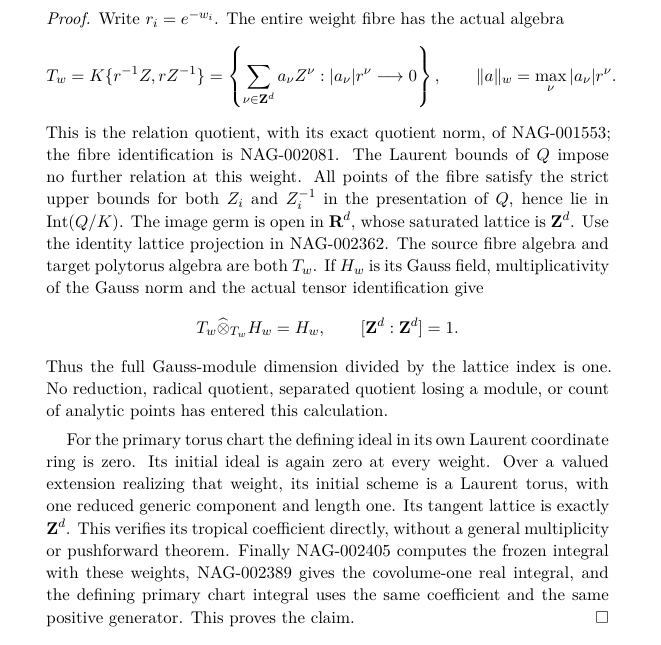 Proof. Write r_i = e^{-w_i}. The entire weight fibre has the actual algebra
T_w = K{r^{-1}Z, rZ^{-1}} = { ∑_{ν∈Z^d} a_ν Z^ν : |a_ν|r^ν ⟶ 0 }, ‖a‖_w = max_ν |a_ν|r^ν.
This is the relation quotient, with its exact quotient norm, of NAG-001553;
the fibre identification is NAG-002081. The Laurent bounds of Q impose
no further relation at this weight. All points of the fibre satisfy the strict
upper bounds for both Z_i and Z_i^{-1} in the presentation of Q, hence lie in
Int(Q/K). The image germ is open in R^d, whose saturated lattice is Z^d. Use
the identity lattice projection in NAG-002362. The source fibre algebra and
target polytorus algebra are both T_w. If H_w is its Gauss field, multiplicativity
of the Gauss norm and the actual tensor identification give
T_w ⊗̂_{T_w} H_w = H_w, [Z^d : Z^d] = 1.
Thus the full Gauss-module dimension divided by the lattice index is one.
No reduction, radical quotient, separated quotient losing a module, or count
of analytic points has entered this calculation.
For the primary torus chart the defining ideal in its own Laurent coordinate
ring is zero. Its initial ideal is again zero at every weight. Over a valued
extension realizing that weight, its initial scheme is a Laurent torus, with
one reduced generic component and length one. Its tangent lattice is exactly
Z^d. This verifies its tropical coefficient directly, without a general multiplicity
or pushforward theorem. Finally NAG-002405 computes the frozen integral
with these weights, NAG-002389 gives the covolume-one real integral, and
the defining primary chart integral uses the same coefficient and the same
positive generator. This proves the claim. □